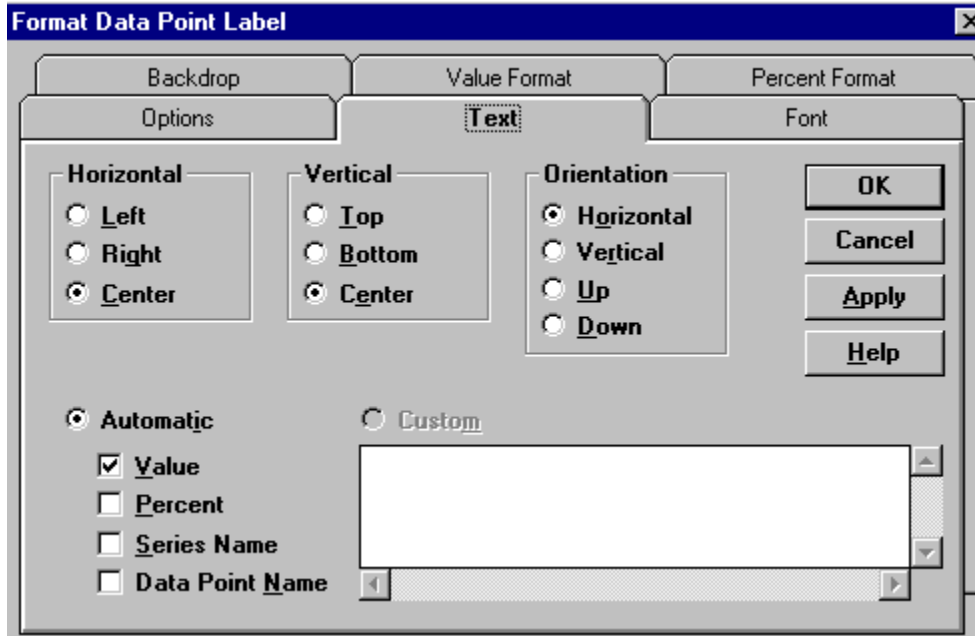 Format Data Point Label
Backdrop Value Format Percent Format
Options Text Font
Horizontal
Left
Right
Center
Vertical
Top
Bottom
Center
Orientation
Horizontal
Vertical
Up
Down
OK
Cancel
Apply
Help
Automatic
Value
Percent
Series Name
Data Point Name
Custom